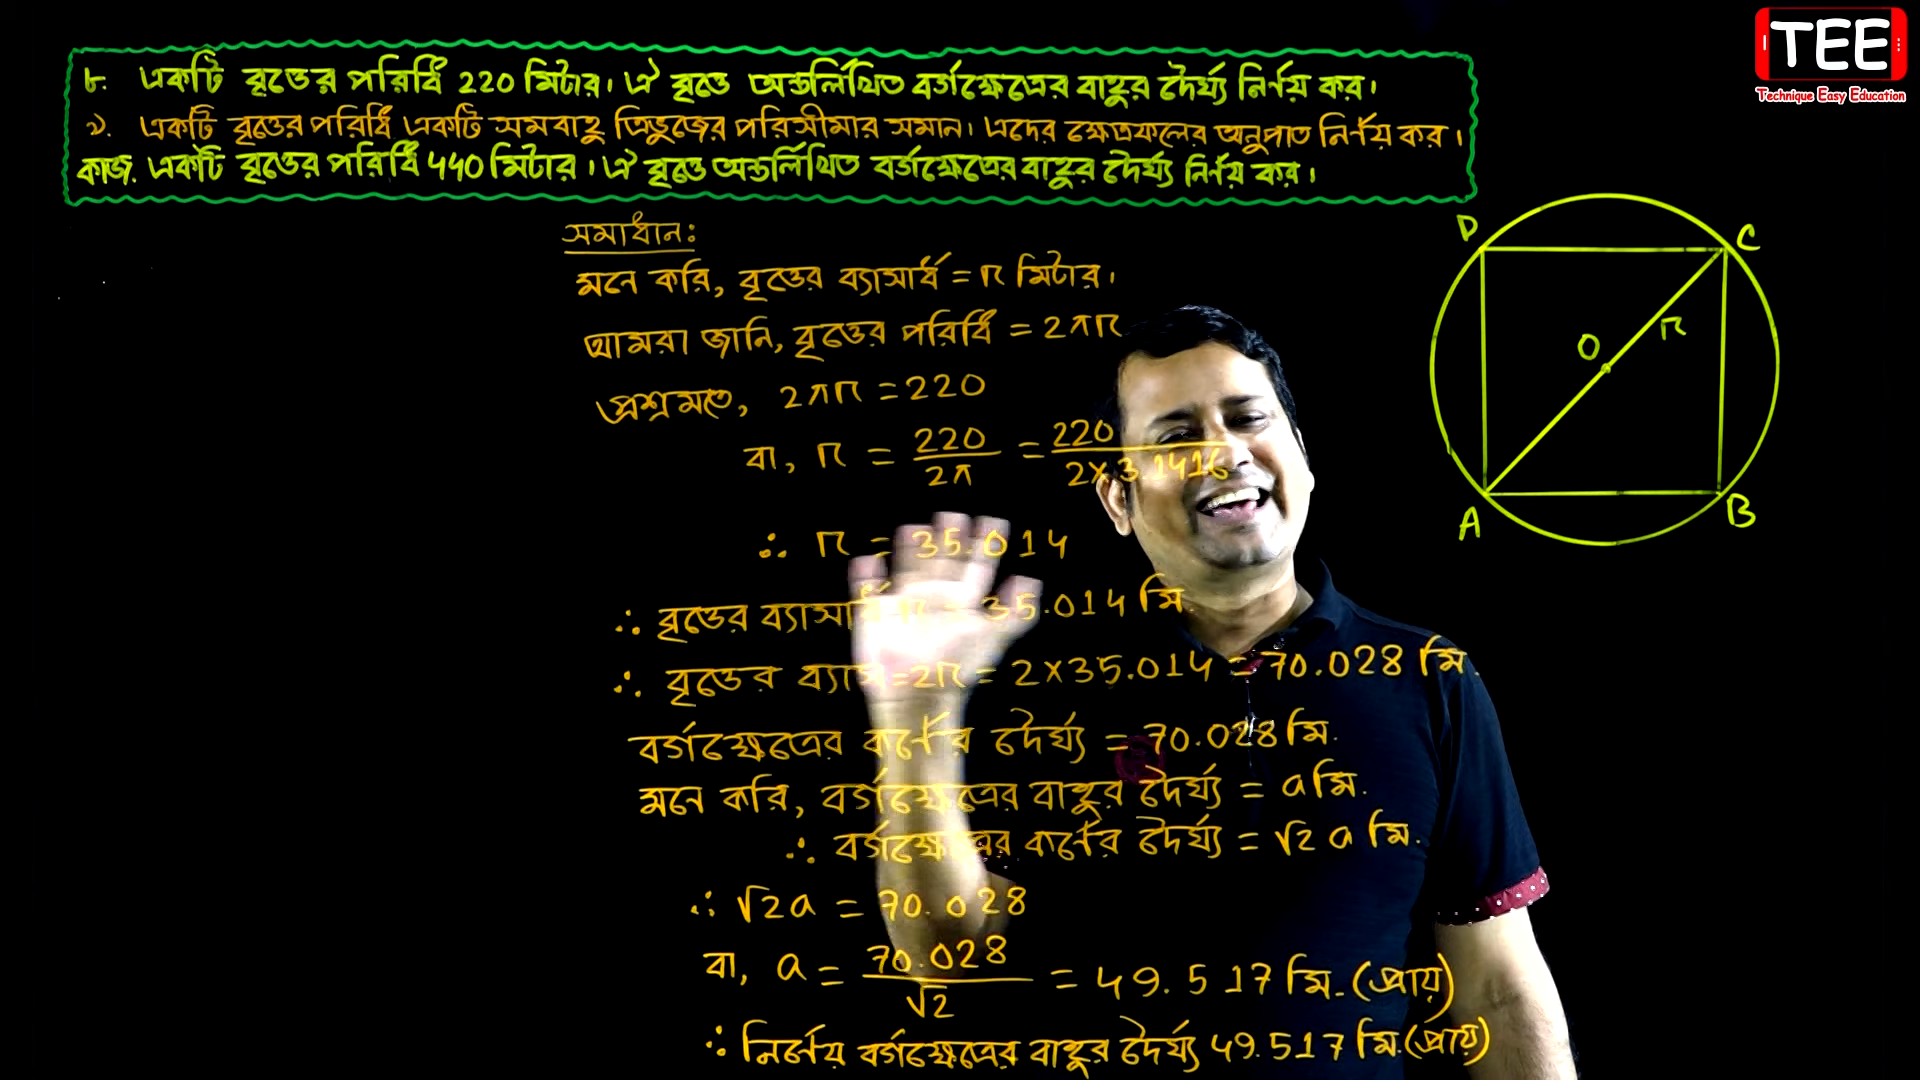 TEE
Technique Easy Education
৮. একটি বৃত্তের পরিধি 220 মিটার। ঐ বৃত্তে অন্তর্লিখিত বর্গক্ষেত্রের বাহুর দৈর্ঘ্য নির্ণয় কর।
৯. একটি বৃত্তের পরিধি একটি সমবাহু ত্রিভুজের পরিসীমার সমান। এদের ক্ষেত্রফলের অনুপাত নির্ণয় কর।
কাজ. একটি বৃত্তের পরিধি 440 মিটার। ঐ বৃত্তে অন্তর্লিখিত বর্গক্ষেত্রের বাহুর দৈর্ঘ্য নির্ণয় কর।
সমাধান:
মনে করি, বৃত্তের ব্যাসার্ধ = r মিটার।
আমরা জানি, বৃত্তের পরিধি = 2πr
প্রশ্নমতে, 2πr = 220
বা, r = 220/2π = 220/2×3.1416
∴ r = 35.014
∴ বৃত্তের ব্যাসার্ধ r = 35.014 মি.
∴ বৃত্তের ব্যাস = 2r = 2×35.014 = 70.028 মি.
বর্গক্ষেত্রের কর্ণের দৈর্ঘ্য = 70.028 মি.
মনে করি, বর্গক্ষেত্রের বাহুর দৈর্ঘ্য = a মি.
∴ বর্গক্ষেত্রের কর্ণের দৈর্ঘ্য = √2 a মি.
∴ √2a = 70.028
বা, a = 70.028/√2 = 49.517 মি. (প্রায়)
∴ নির্ণেয় বর্গক্ষেত্রের বাহুর দৈর্ঘ্য 49.517 মি. (প্রায়)
D
C
O
r
A
B